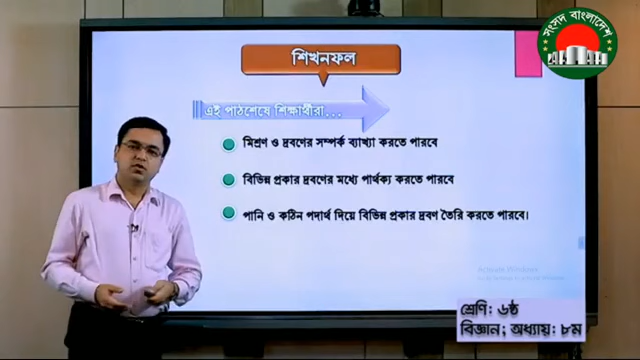 সংসদ বাংলাদেশ
শিখনফল
এই পাঠশেষে শিক্ষার্থীরা...
মিশ্রণ ও দ্রবণের সম্পর্ক ব্যাখ্যা করতে পারবে
বিভিন্ন প্রকার দ্রবণের মধ্যে পার্থক্য করতে পারবে
পানি ও কঠিন পদার্থ দিয়ে বিভিন্ন প্রকার দ্রবণ তৈরি করতে পারবে।
Activate Windows
শ্রেণি: ৬ষ্ঠ
বিজ্ঞান; অধ্যায়: ৮ম